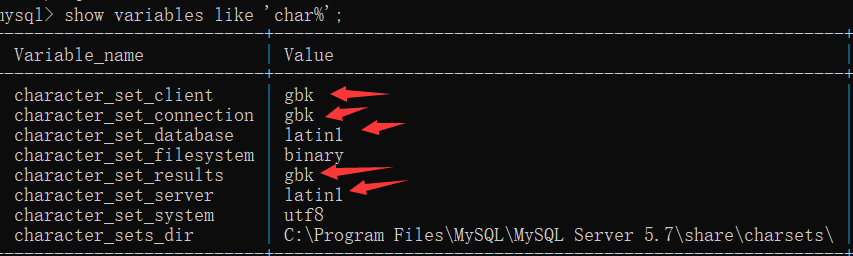 mysql> show variables like 'char%';
Variable_name | Value
character_set_client | gbk
character_set_connection | gbk
character_set_database | latin1
character_set_filesystem | binary
character_set_results | gbk
character_set_server | latin1
character_set_system | utf8
character_sets_dir | C:\Program Files\MySQL\MySQL Server 5.7\share\charsets\